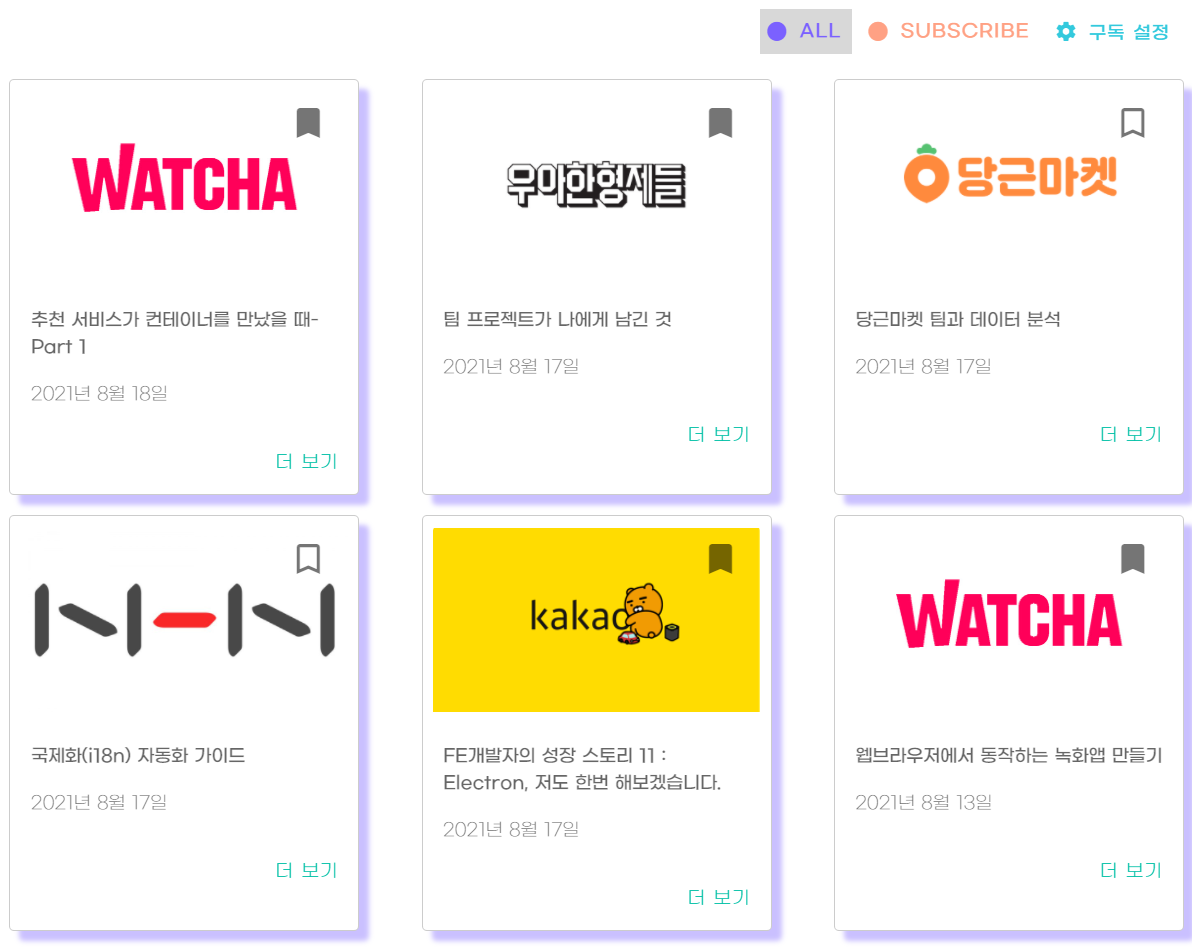 ALL SUBSCRIBE 구독 설정
WATCHA
추천 서비스가 컨테이너를 만났을 때-
Part 1
2021년 8월 18일
더 보기
우아한형제들
팀 프로젝트가 나에게 남긴 것
2021년 8월 17일
더 보기
당근마켓
당근마켓 팀과 데이터 분석
2021년 8월 17일
더 보기
NHN
국제화(i18n) 자동화 가이드
2021년 8월 17일
더 보기
kakao
FE개발자의 성장 스토리 11 :
Electron, 저도 한번 해보겠습니다.
2021년 8월 17일
더 보기
WATCHA
웹브라우저에서 동작하는 녹화앱 만들기
2021년 8월 13일
더 보기